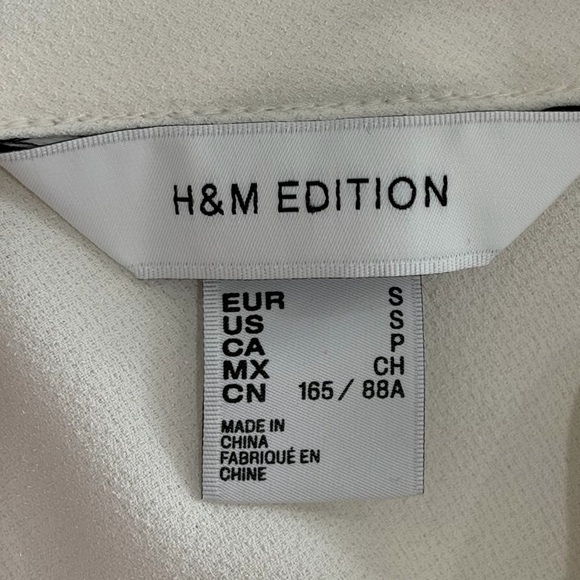 H&M EDITION
EUR S
US S
CA P
MX CH
CN 165 / 88A
MADE IN
CHINA
FABRIQUÉ EN
CHINE